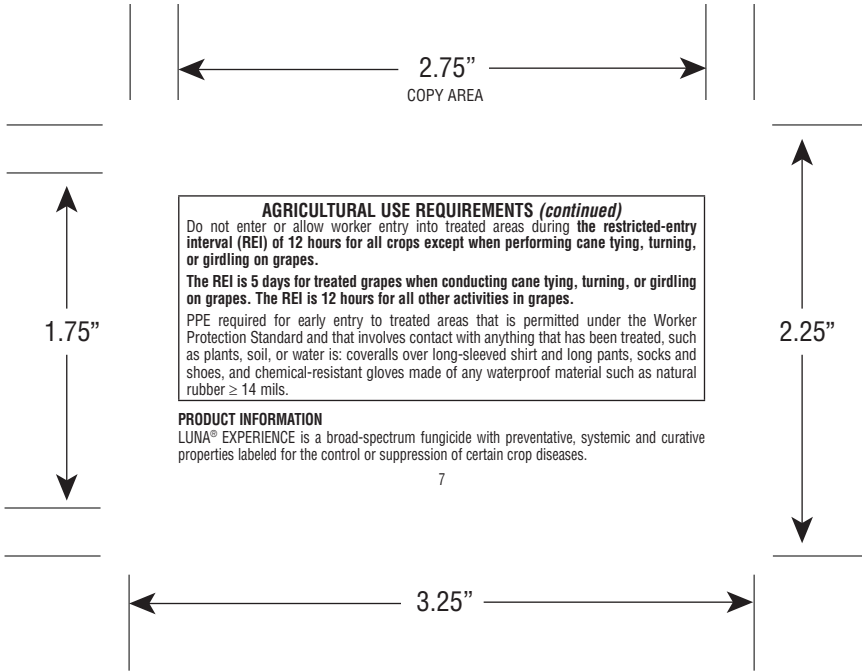 2.75”
COPY AREA
AGRICULTURAL USE REQUIREMENTS (continued)
Do not enter or allow worker entry into treated areas during the restricted-entry
interval (REI) of 12 hours for all crops except when performing cane tying, turning,
or girdling on grapes.
The REI is 5 days for treated grapes when conducting cane tying, turning, or girdling
on grapes. The REI is 12 hours for all other activities in grapes.
PPE required for early entry to treated areas that is permitted under the Worker
Protection Standard and that involves contact with anything that has been treated, such
as plants, soil, or water is: coveralls over long-sleeved shirt and long pants, socks and
shoes, and chemical-resistant gloves made of any waterproof material such as natural
rubber ≥ 14 mils.
1.75”
2.25”
PRODUCT INFORMATION
LUNA® EXPERIENCE is a broad-spectrum fungicide with preventative, systemic and curative
properties labeled for the control or suppression of certain crop diseases.
7
3.25”